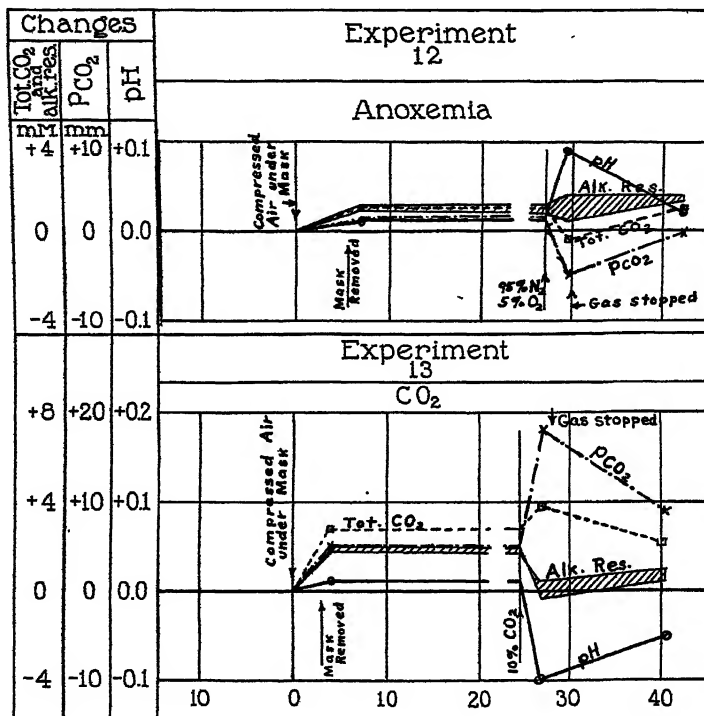 Changes
Tot. CO₂ and alk. res.
PCO₂
pH
Experiment
12
Anoxemia
mM
mm
+4 +10 +0.1
0 0 0.0
-4 -10 -0.1
Compressed
Air under
Mask
Mask
Removed
95% N₂
5% O₂
Gas stopped
pH
Alk. Res.
Tot. CO₂
PCO₂
Experiment
13
CO₂
+8 +20 +0.2
+4 +10 +0.1
0 0 0.0
-4 -10 -0.1
Compressed Air
under Mask
Mask
Removed
10% CO₂
Gas stopped
PCO₂
Tot. CO₂
Alk. Res.
pH
10 0 10 20 30 40